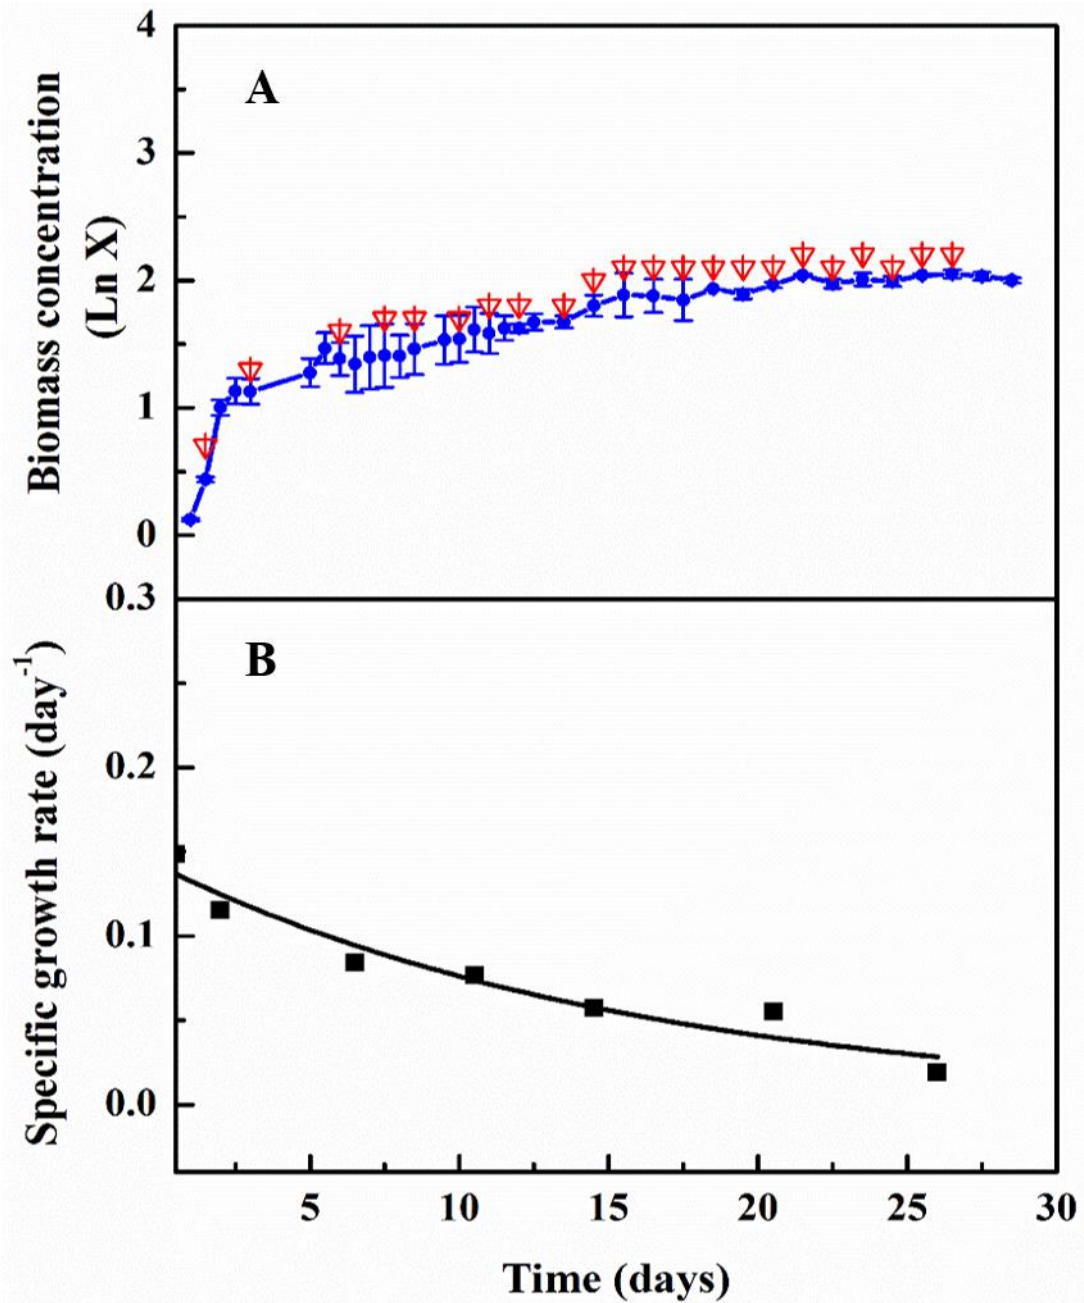 A
Biomass concentration
(Ln X)
4
3
2
1
0
B
Specific growth rate (day⁻¹)
0.3
0.2
0.1
0.0
5 10 15 20 25 30
Time (days)